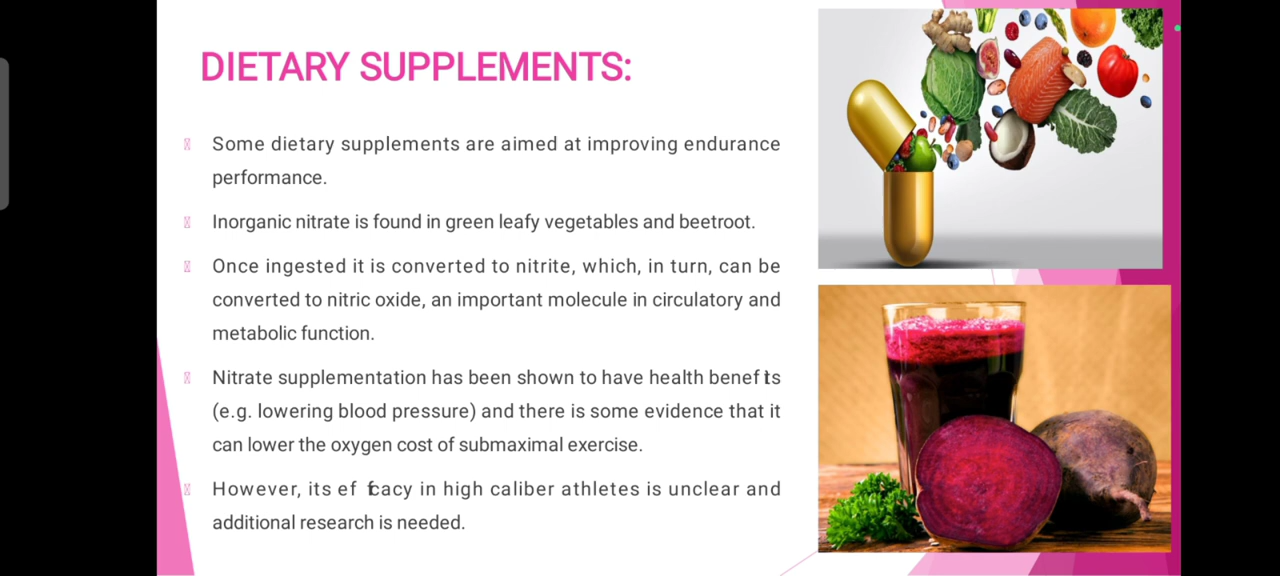 DIETARY SUPPLEMENTS:
Some dietary supplements are aimed at improving endurance
performance.
Inorganic nitrate is found in green leafy vegetables and beetroot.
Once ingested it is converted to nitrite, which, in turn, can be
converted to nitric oxide, an important molecule in circulatory and
metabolic function.
Nitrate supplementation has been shown to have health benefits
(e.g. lowering blood pressure) and there is some evidence that it
can lower the oxygen cost of submaximal exercise.
However, its efficacy in high caliber athletes is unclear and
additional research is needed.